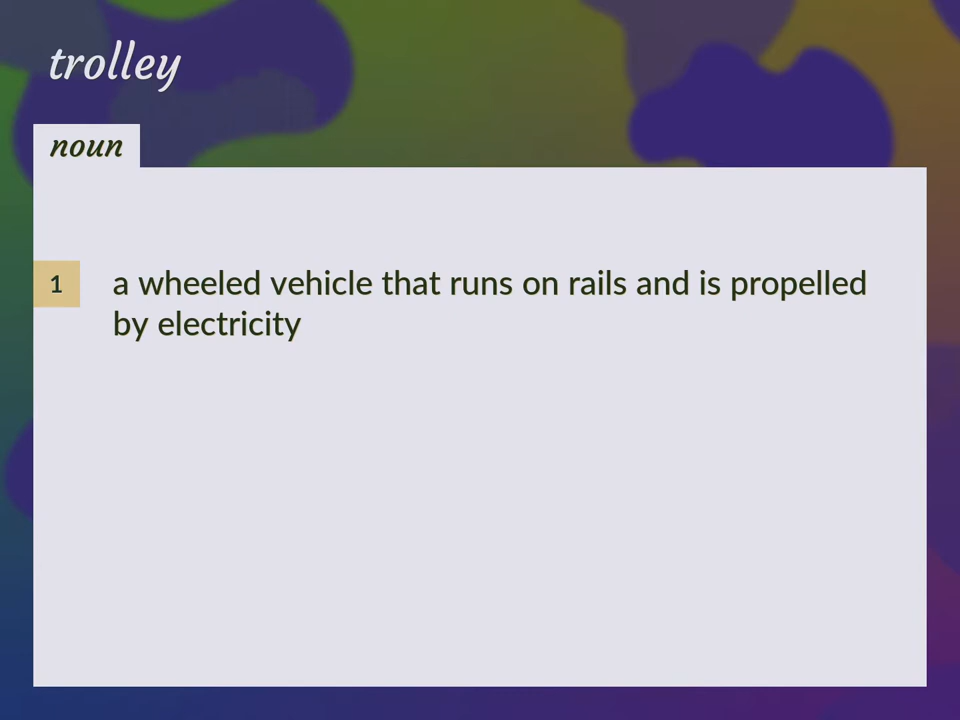 trolley
noun
1 a wheeled vehicle that runs on rails and is propelled
by electricity